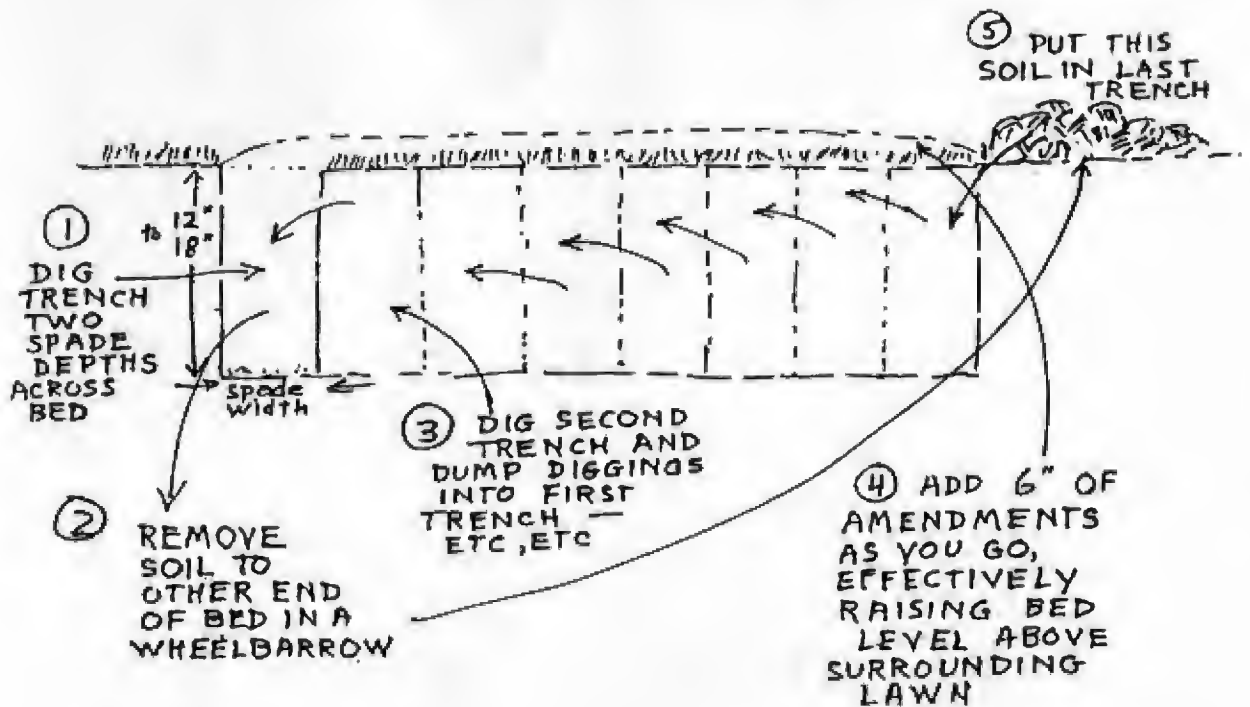 ① DIG
TRENCH
TWO
SPADE
DEPTHS
ACROSS
BED
12"
to 18"
spade
width
② REMOVE
SOIL TO
OTHER END
OF BED IN A
WHEELBARROW
③ DIG SECOND
TRENCH AND
DUMP DIGGINGS
INTO FIRST
TRENCH —
ETC, ETC
④ ADD 6" OF
AMENDMENTS
AS YOU GO,
EFFECTIVELY
RAISING BED
LEVEL ABOVE
SURROUNDING
LAWN
⑤ PUT THIS
SOIL IN LAST
TRENCH